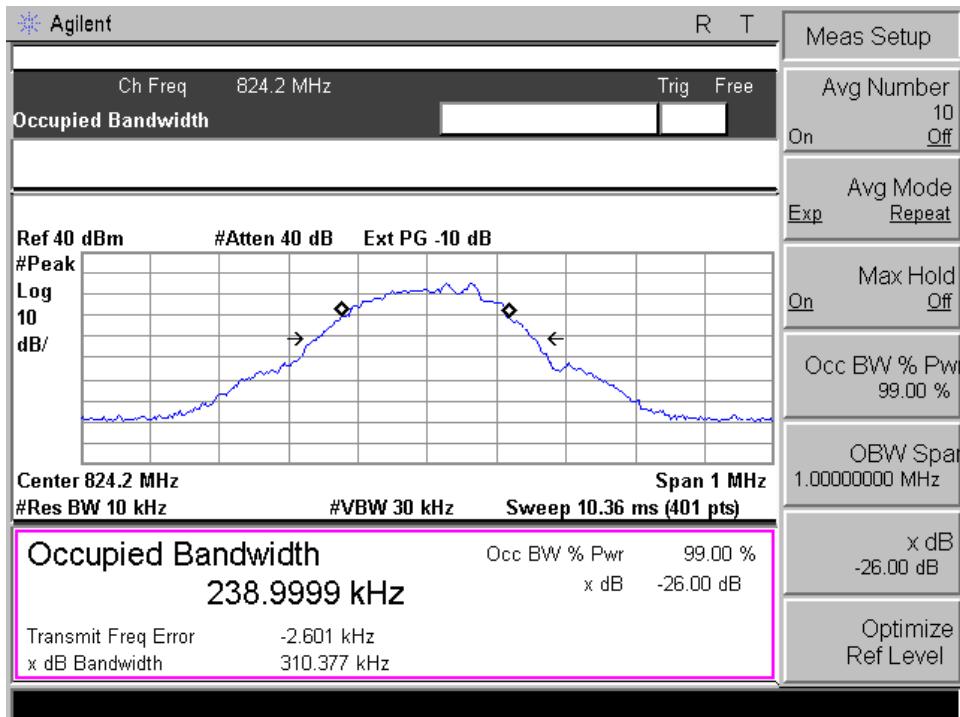 Agilent R T
Ch Freq 824.2 MHz Trig Free
Occupied Bandwidth
Ref 40 dBm #Atten 40 dB Ext PG -10 dB
#Peak
Log
10
dB/
Center 824.2 MHz Span 1 MHz
#Res BW 10 kHz #VBW 30 kHz Sweep 10.36 ms (401 pts)
Occupied Bandwidth Occ BW % Pwr 99.00 %
238.9999 kHz x dB -26.00 dB
Transmit Freq Error -2.601 kHz
x dB Bandwidth 310.377 kHz
Meas Setup
Avg Number
10
On Off
Avg Mode
Exp Repeat
Max Hold
On Off
Occ BW % Pwr
99.00 %
OBW Span
1.00000000 MHz
x dB
-26.00 dB
Optimize
Ref Level